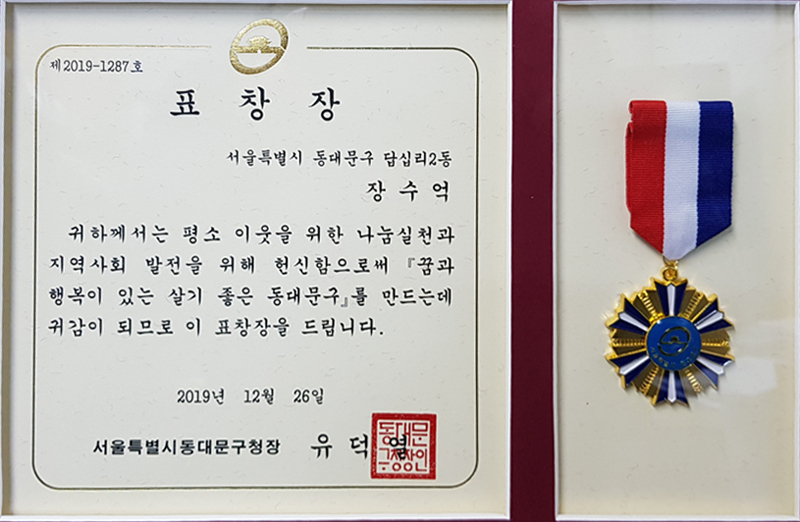 제2019-1287호
표 창 장
서울특별시 동대문구 답십리2동
장 수 억
귀하께서는 평소 이웃을 위한 나눔실천과
지역사회 발전을 위해 헌신함으로써 『꿈과
행복이 있는 살기 좋은 동대문구』를 만드는데
귀감이 되므로 이 표창장을 드립니다.
2019년 12월 26일
서울특별시동대문구청장 유 덕 열
동대문
구청장인